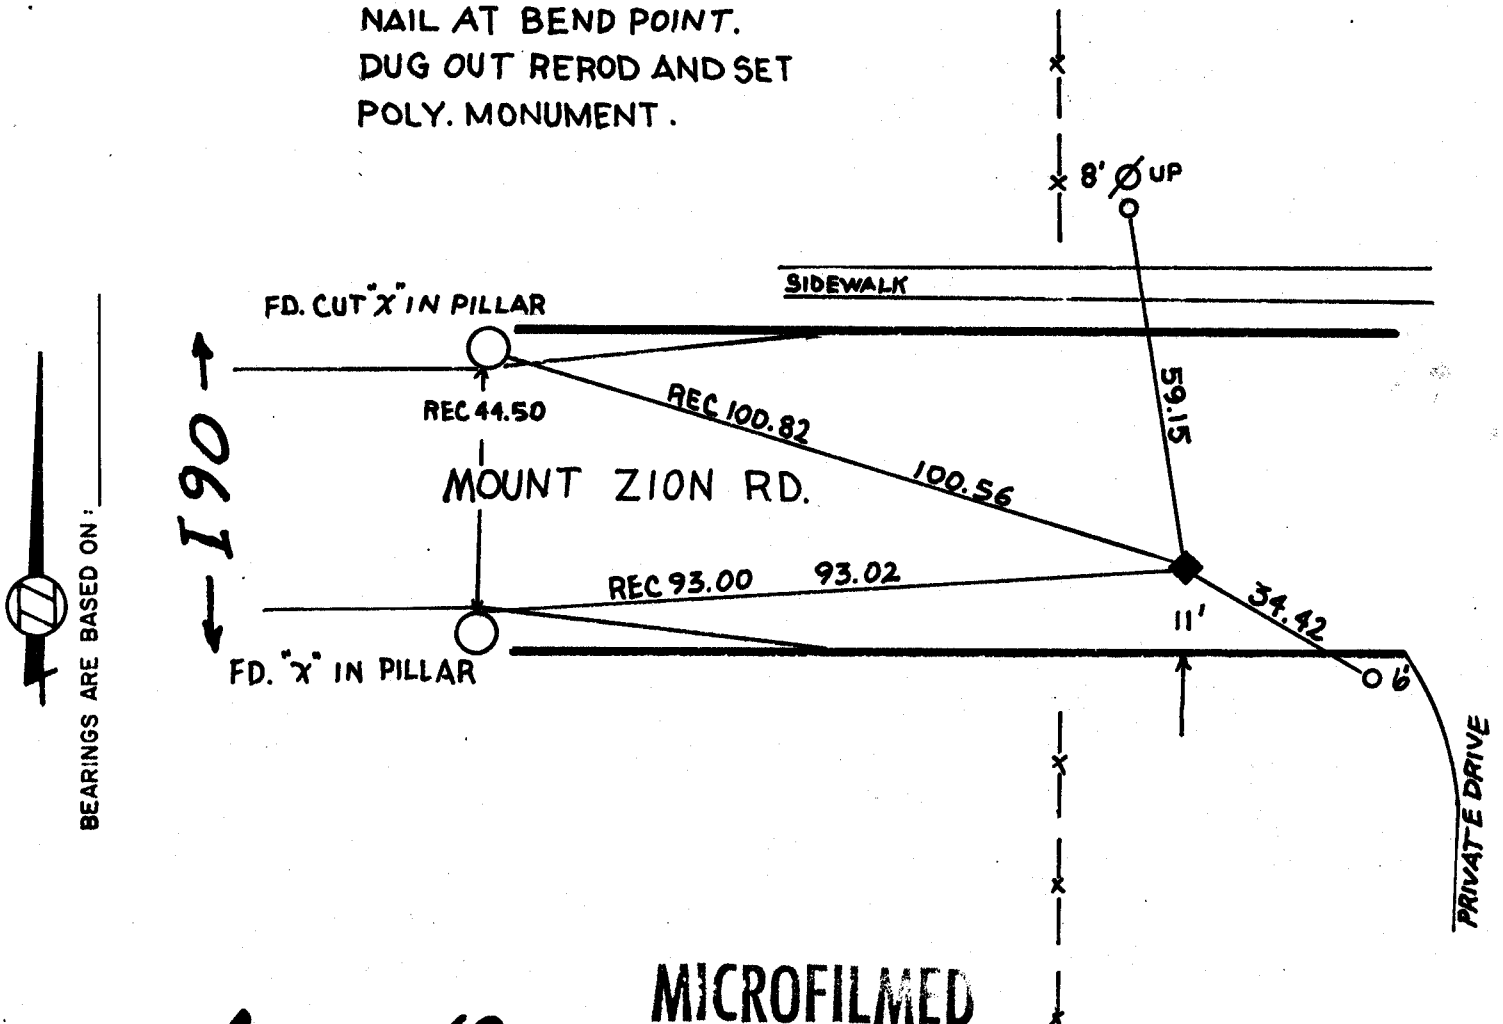 NAIL AT BEND POINT.
DUG OUT REROD AND SET
POLY. MONUMENT.
8' UP
SIDEWALK
FD. CUT "X" IN PILLAR
REC 44.50
REC 100.82
100.56
59.15
I 90
MOUNT ZION RD.
REC 93.00 93.02
34.42
11'
FD. "X" IN PILLAR
6'
BEARINGS ARE BASED ON:
PRIVATE DRIVE
MICROFILMED